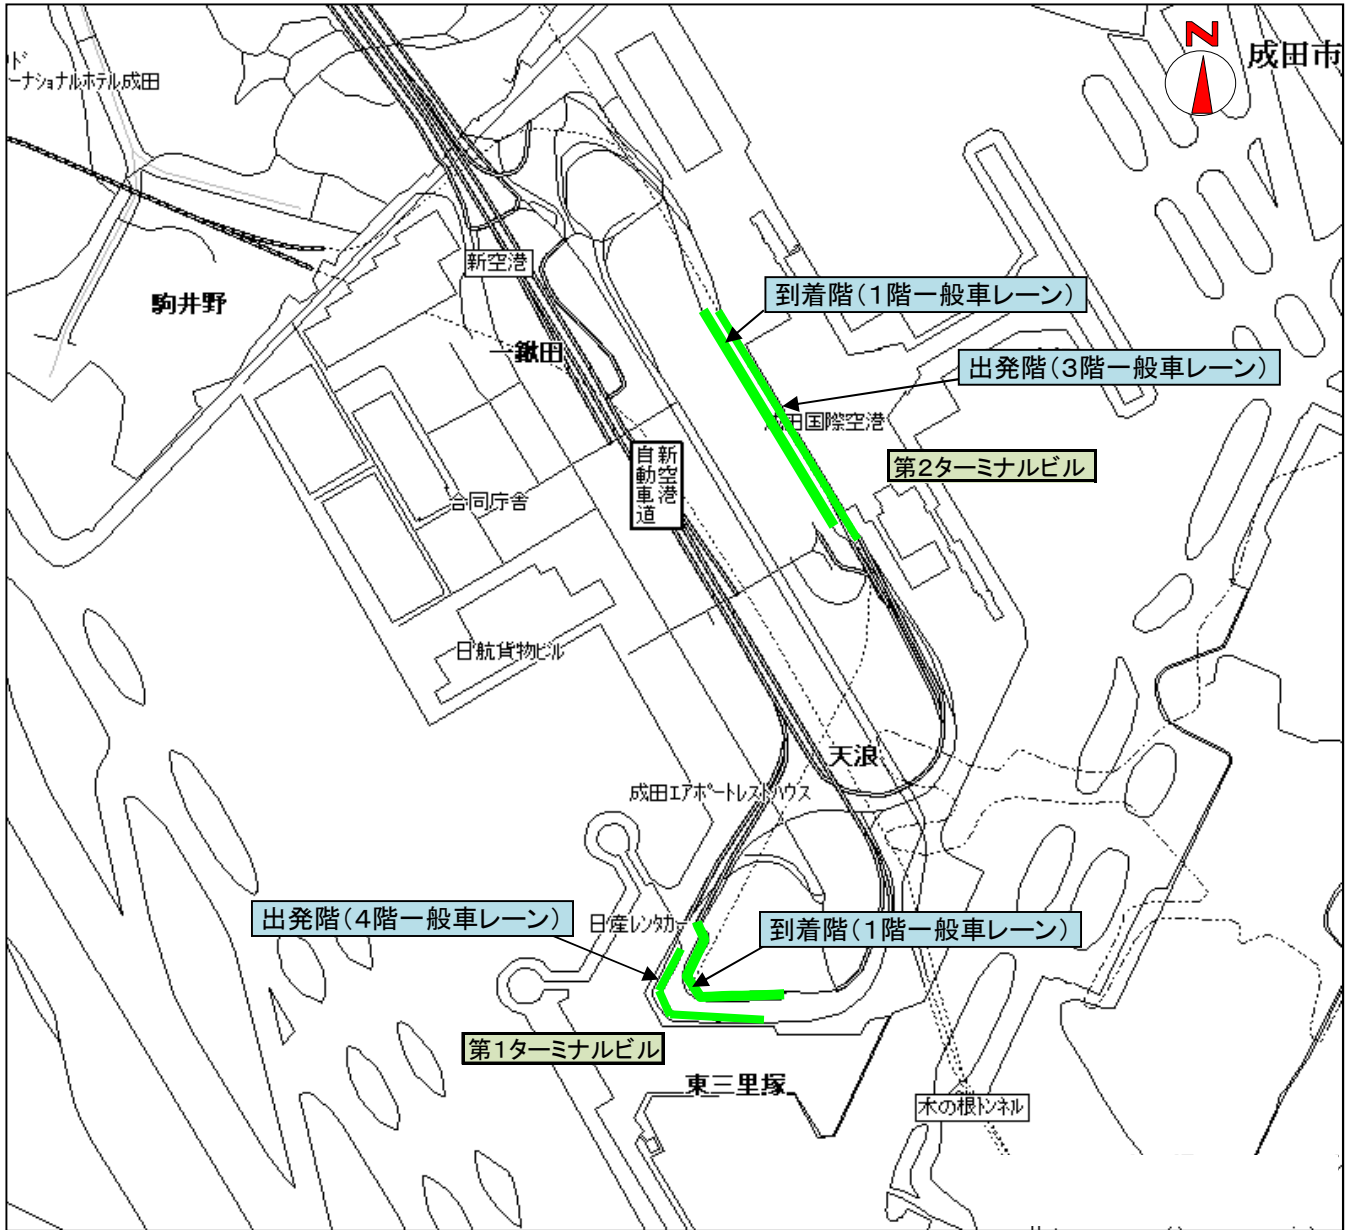 N
成田市
ーナショナルホテル成田
新空港
駒井野
到着階（1階一般車レーン）
一鍬田
出発階（3階一般車レーン）
成田国際空港
第2ターミナルビル
新空港
自動車道
合同庁舎
日航貨物ビル
天浪
成田エアポートレストハウス
出発階（4階一般車レーン）
日産レンタカー
到着階（1階一般車レーン）
第1ターミナルビル
東三里塚
木の根トンネル